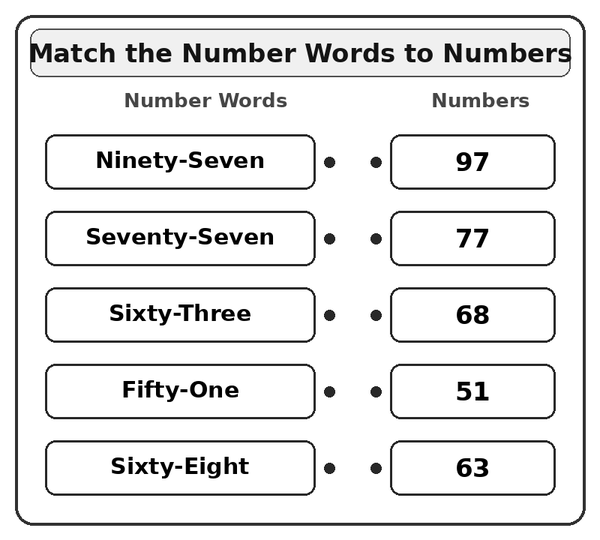 Match the Number Words to Numbers
Number Words Numbers
Ninety-Seven 97
Seventy-Seven 77
Sixty-Three 68
Fifty-One 51
Sixty-Eight 63